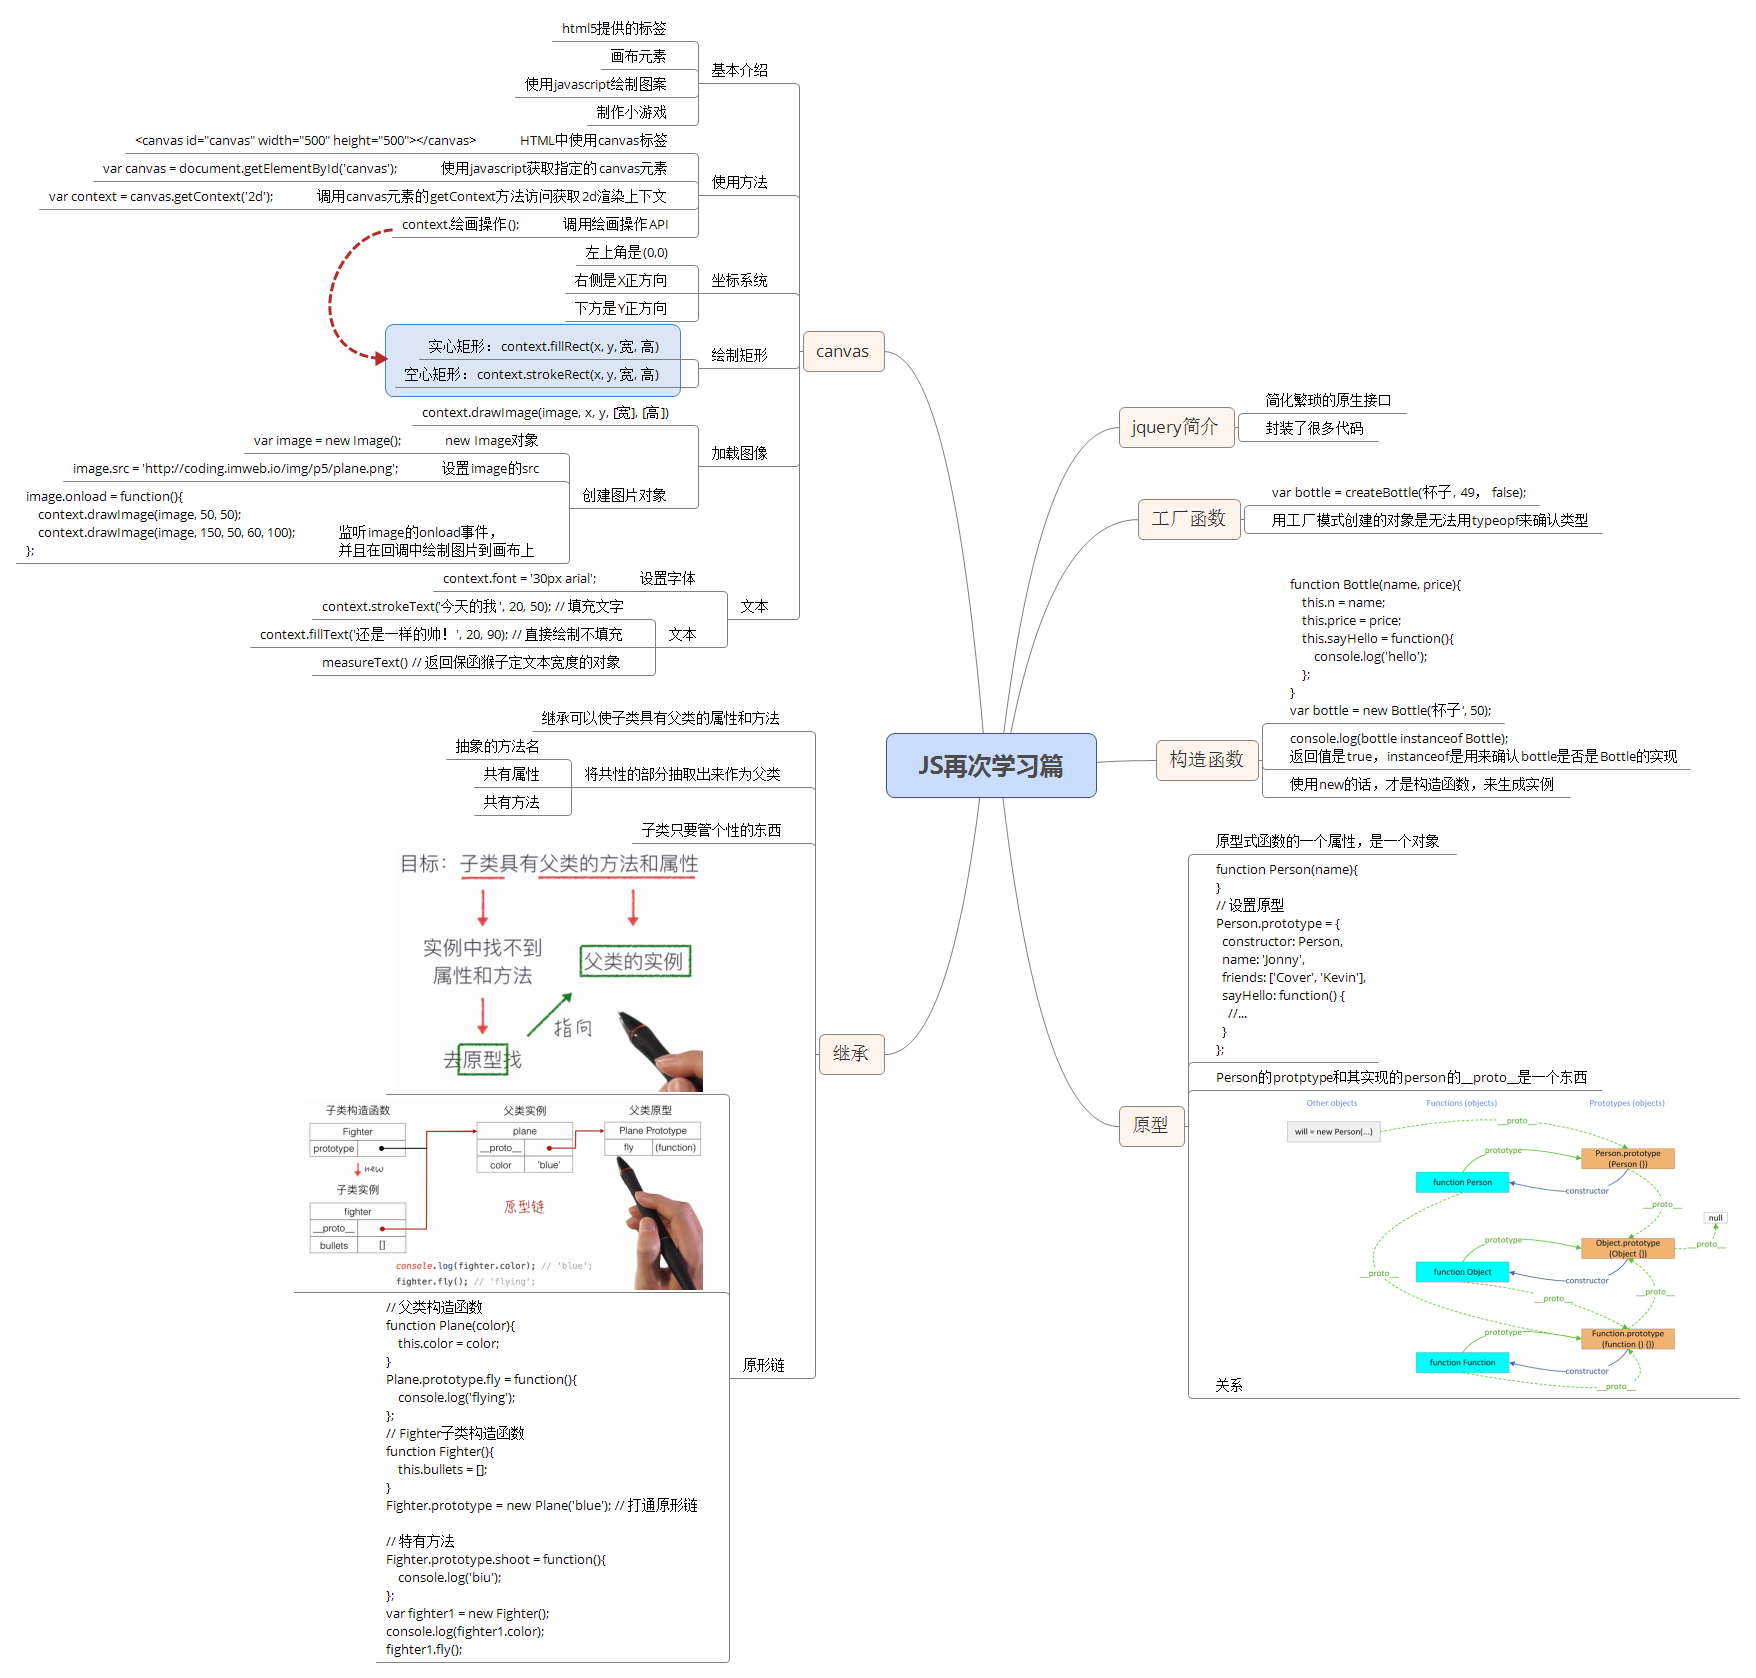 JS再次学习篇
canvas
基本介绍
html5提供的标签
画布元素
使用javascript绘制图案
制作小游戏
使用方法
<canvas id="canvas" width="500" height="500"></canvas>
HTML中使用canvas标签
var canvas = document.getElementById('canvas');
使用javascript获取指定的canvas元素
var context = canvas.getContext('2d');
调用canvas元素的getContext方法访问获取2d渲染上下文
context.绘画操作();
调用绘画操作API
坐标系统
左上角是(0,0)
右侧是X正方向
下方是Y正方向
绘制矩形
实心矩形：context.fillRect(x, y, 宽, 高)
空心矩形：context.strokeRect(x, y, 宽, 高)
加载图像
context.drawImage(image, x, y, [宽], [高])
创建图片对象
var image = new Image();
new Image对象
image.src = 'http://coding.imweb.io/img/p5/plane.png';
设置image的src
image.onload = function(){
context.drawImage(image, 50, 50);
context.drawImage(image, 150, 50, 60, 100);
};
监听image的onload事件，
并且在回调中绘制图片到画布上
文本
context.font = '30px arial';
设置字体
文本
context.strokeText('今天的我', 20, 50); // 填充文字
context.fillText('还是一样的帅！', 20, 90); // 直接绘制不填充
measureText() // 返回保函猴子定文本宽度的对象
继承
继承可以使子类具有父类的属性和方法
将共性的部分抽取出来作为父类
抽象的方法名
共有属性
共有方法
子类只要管个性的东西
原形链
目标：子类具有父类的方法和属性
实例中找不到
属性和方法
父类的实例
指向
去原型找
子类构造函数
父类实例
父类原型
Fighter
prototype
new
子类实例
fighter
__proto__
bullets
[]
plane
__proto__
color
'blue'
Plane Prototype
fly
(function)
原型链
console.log(fighter.color); // 'blue';
fighter.fly(); // 'flying';
// 父类构造函数
function Plane(color){
this.color = color;
}
Plane.prototype.fly = function(){
console.log('flying');
};
// Fighter子类构造函数
function Fighter(){
this.bullets = [];
}
Fighter.prototype = new Plane('blue'); // 打通原形链
// 特有方法
Fighter.prototype.shoot = function(){
console.log('biu');
};
var fighter1 = new Fighter();
console.log(fighter1.color);
fighter1.fly();
jquery简介
简化繁琐的原生接口
封装了很多代码
工厂函数
var bottle = createBottle('杯子, 49， false);
用工厂模式创建的对象是无法用typeopf来确认类型
构造函数
function Bottle(name, price){
this.n = name;
this.price = price;
this.sayHello = function(){
console.log('hello');
};
}
var bottle = new Bottle('杯子‘, 50);
console.log(bottle instanceof Bottle);
返回值是true，instanceof是用来确认bottle是否是Bottle的实现
使用new的话，才是构造函数，来生成实例
原型
原型式函数的一个属性，是一个对象
function Person(name){
}
// 设置原型
Person.prototype = {
constructor: Person,
name: 'Jonny',
friends: ['Cover', 'Kevin'],
sayHello: function() {
//...
}
};
Person的protptype和其实现的person的__proto__是一个东西
关系
Other objects
Functions (objects)
Prototypes (objects)
will = new Person(...)
__proto__
prototype
Person.prototype
(Person {})
function Person
constructor
__proto__
null
prototype
Object.prototype
(Object {})
__proto__
function Object
constructor
__proto__
__proto__
__proto__
prototype
Function.prototype
(function () {})
function Function
constructor
__proto__